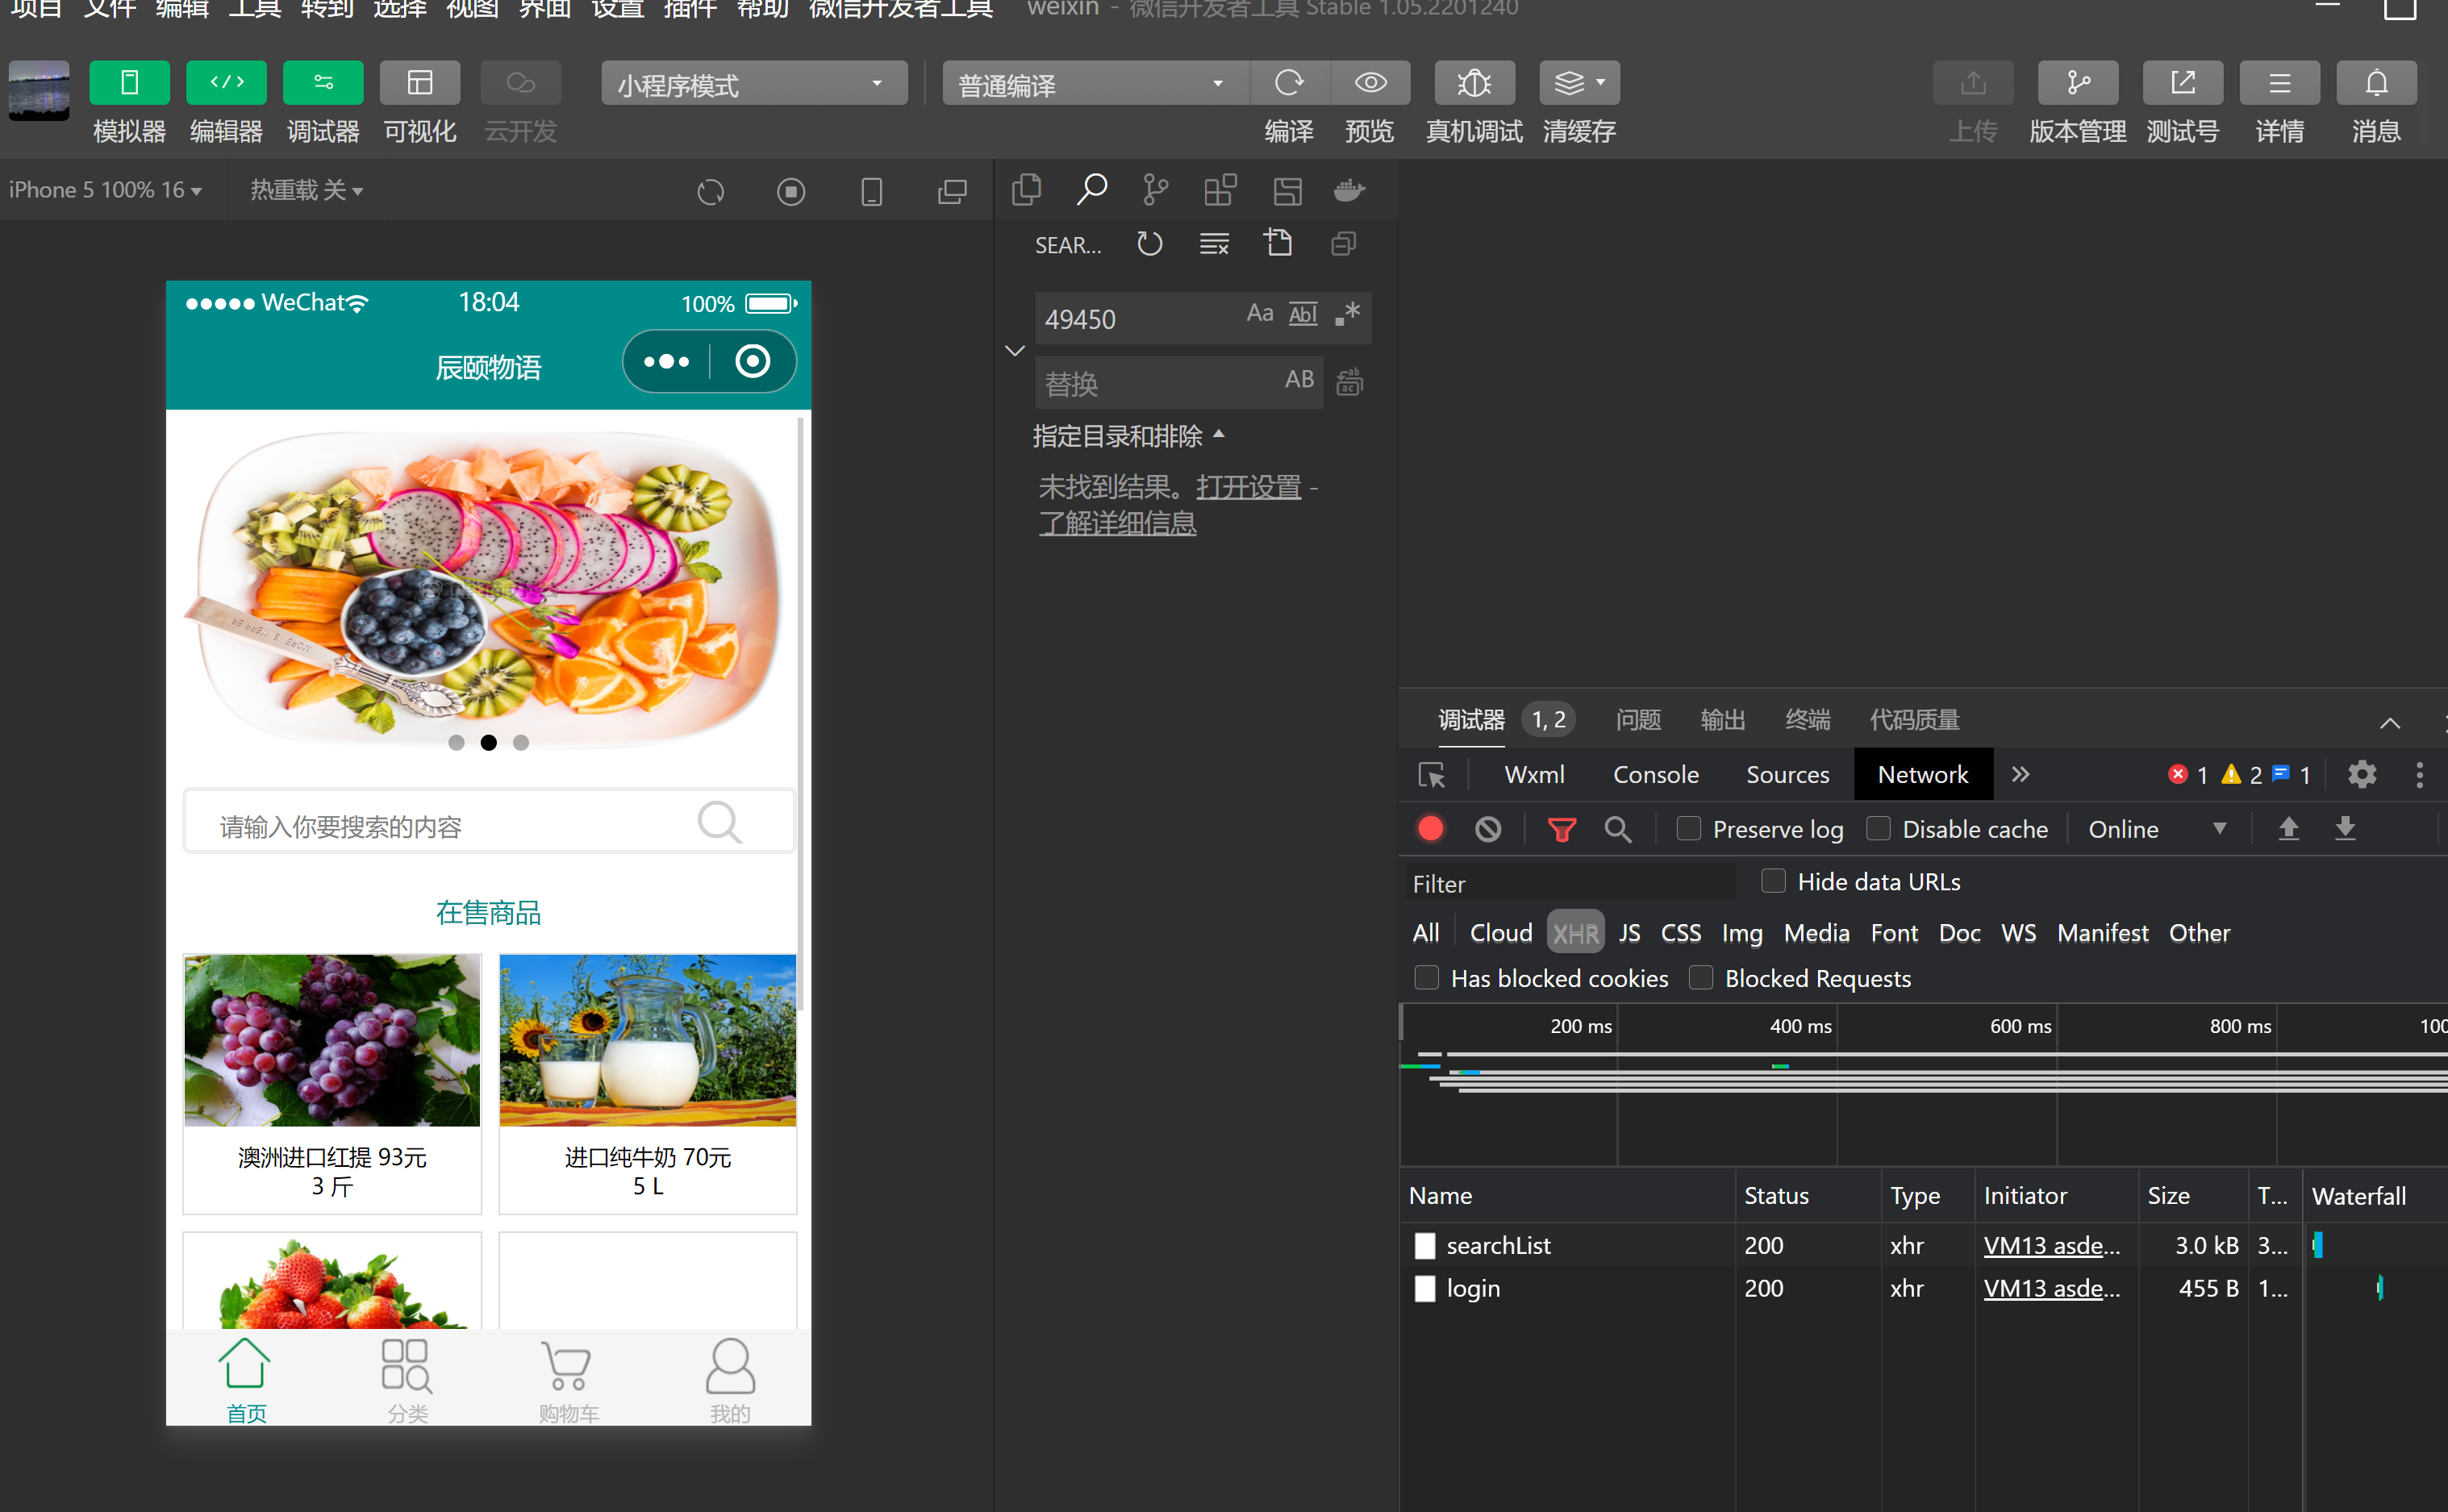 项目 文件 编辑 工具 转到 选择 视图 界面 设置 插件 帮助 微信开发者工具 weixin - 微信开发者工具 Stable 1.05.2201240
模拟器 编辑器 调试器 可视化 云开发
小程序模式
普通编译
编译 预览 真机调试 清缓存
上传 版本管理 测试号 详情 消息
iPhone 5 100% 16
热重载 关
SEAR...
49450
Aa Abl
替换
AB
指定目录和排除
未找到结果。打开设置 -
了解详细信息
WeChat 18:04 100%
辰颐物语
请输入你要搜索的内容
在售商品
澳洲进口红提 93元
3 斤
进口纯牛奶 70元
5 L
首页 分类 购物车 我的
调试器 1, 2 问题 输出 终端 代码质量
Wxml Console Sources Network 1 2 1
Preserve log Disable cache Online
Filter Hide data URLs
All Cloud XHR JS CSS Img Media Font Doc WS Manifest Other
Has blocked cookies Blocked Requests
200 ms 400 ms 600 ms 800 ms 100
Name Status Type Initiator Size T... Waterfall
searchList 200 xhr VM13 asde... 3.0 kB 3...
login 200 xhr VM13 asde... 455 B 1...